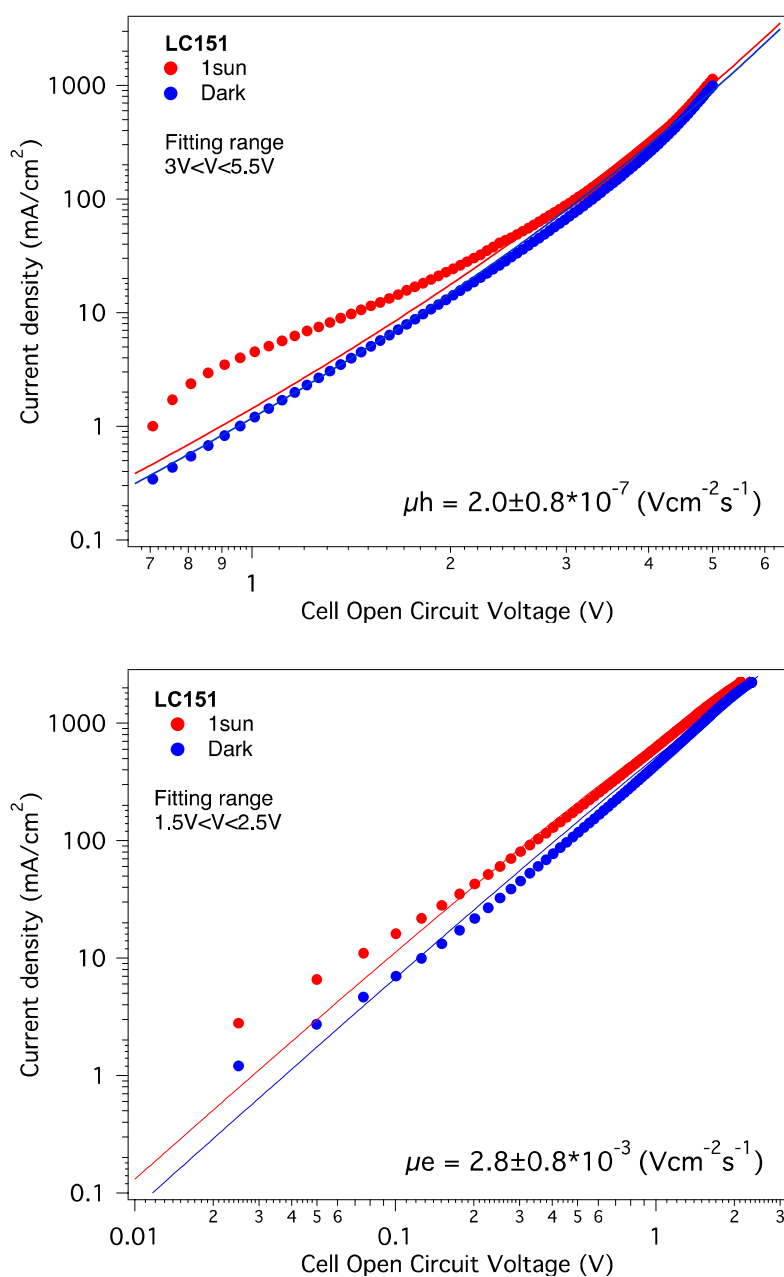 LC151
1sun
Dark
Fitting range
3V<V<5.5V
Current density (mA/cm²)
1000
100
10
1
0.1
μh = 2.0±0.8*10⁻⁷ (Vcm⁻²s⁻¹)
7 8 9 1 2 3 4 5 6
Cell Open Circuit Voltage (V)
LC151
1sun
Dark
Fitting range
1.5V<V<2.5V
Current density (mA/cm²)
1000
100
10
1
0.1
μe = 2.8±0.8*10⁻³ (Vcm⁻²s⁻¹)
0.01 2 3 4 5 6 0.1 2 3 4 5 6 1 2 3
Cell Open Circuit Voltage (V)